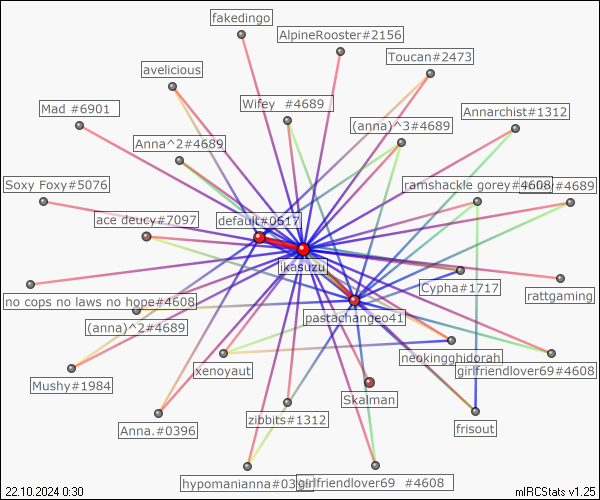 fakedingo
AlpineRooster#2156
Toucan#2473
avelicious
Wifey #4689
Mad #6901
Annarchist#1312
(anna)^3#4689
Anna^2#4689
Soxy Foxy#5076
ramshackle gorey#4608
#4689
ace deucy#7097
default#0617
ikasuzu
Cypha#1717
rattgaming
no cops no laws no hope#4608
pastachangeo41
(anna)^2#4689
neokingghidorah
xenoyaut
girlfriendlover69#4608
Mushy#1984
Skalman
zibbits#1312
Anna.#0396
frisout
hypomanianna#039
girlfriendlover69 #4608
22.10.2024 0:30
mIRCStats v1.25